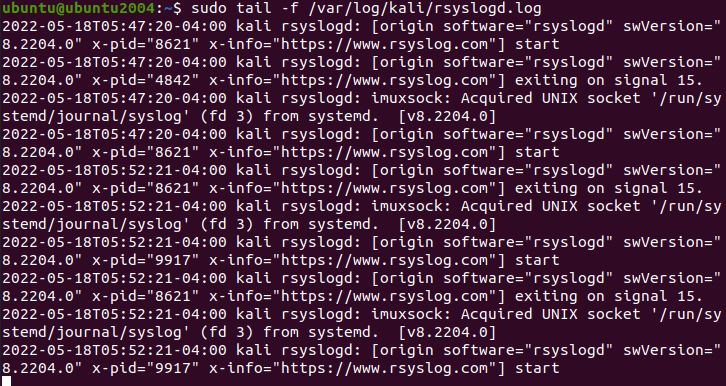 ubuntu@ubuntu2004:~$ sudo tail -f /var/log/kali/rsyslogd.log
2022-05-18T05:47:20-04:00 kali rsyslogd: [origin software="rsyslogd" swVersion="
8.2204.0" x-pid="8621" x-info="https://www.rsyslog.com"] start
2022-05-18T05:47:20-04:00 kali rsyslogd: [origin software="rsyslogd" swVersion="
8.2204.0" x-pid="4842" x-info="https://www.rsyslog.com"] exiting on signal 15.
2022-05-18T05:47:20-04:00 kali rsyslogd: imuxsock: Acquired UNIX socket '/run/sy
stemd/journal/syslog' (fd 3) from systemd.  [v8.2204.0]
2022-05-18T05:47:20-04:00 kali rsyslogd: [origin software="rsyslogd" swVersion="
8.2204.0" x-pid="8621" x-info="https://www.rsyslog.com"] start
2022-05-18T05:52:21-04:00 kali rsyslogd: [origin software="rsyslogd" swVersion="
8.2204.0" x-pid="8621" x-info="https://www.rsyslog.com"] exiting on signal 15.
2022-05-18T05:52:21-04:00 kali rsyslogd: imuxsock: Acquired UNIX socket '/run/sy
stemd/journal/syslog' (fd 3) from systemd.  [v8.2204.0]
2022-05-18T05:52:21-04:00 kali rsyslogd: [origin software="rsyslogd" swVersion="
8.2204.0" x-pid="9917" x-info="https://www.rsyslog.com"] start
2022-05-18T05:52:21-04:00 kali rsyslogd: [origin software="rsyslogd" swVersion="
8.2204.0" x-pid="8621" x-info="https://www.rsyslog.com"] exiting on signal 15.
2022-05-18T05:52:21-04:00 kali rsyslogd: imuxsock: Acquired UNIX socket '/run/sy
stemd/journal/syslog' (fd 3) from systemd.  [v8.2204.0]
2022-05-18T05:52:21-04:00 kali rsyslogd: [origin software="rsyslogd" swVersion="
8.2204.0" x-pid="9917" x-info="https://www.rsyslog.com"] start